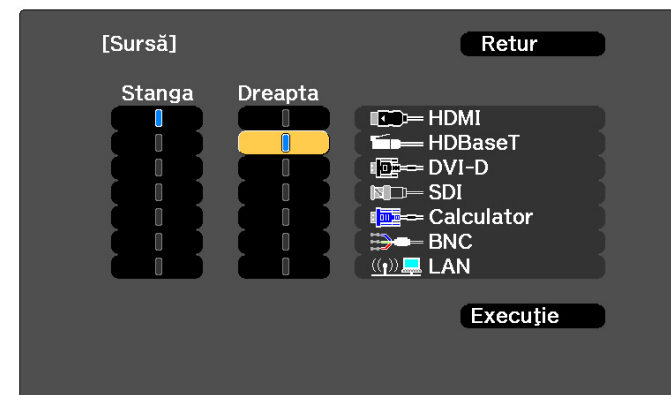 [Sursă] Retur
Stanga Dreapta
HDMI
HDBaseT
DVI-D
SDI
Calculator
BNC
LAN
Execuţie